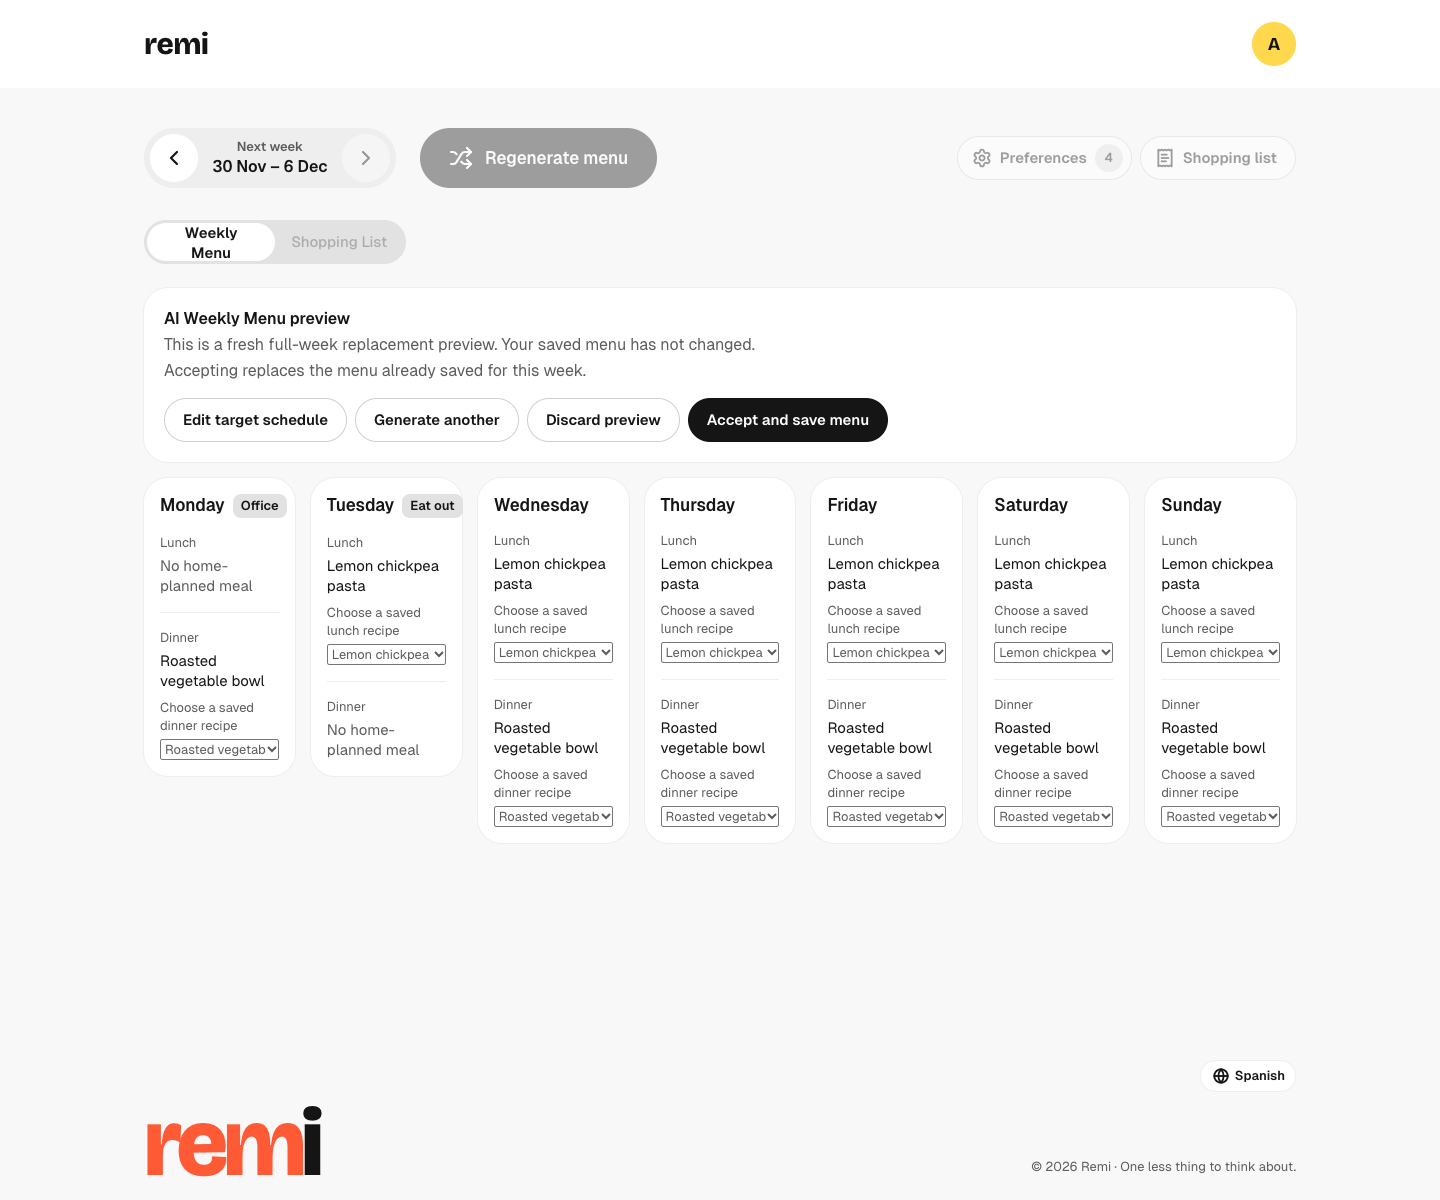 remi
A
Next week
30 Nov – 6 Dec
Regenerate menu
Preferences 4
Shopping list
Weekly
Menu
Shopping List
AI Weekly Menu preview
This is a fresh full-week replacement preview. Your saved menu has not changed.
Accepting replaces the menu already saved for this week.
Edit target schedule
Generate another
Discard preview
Accept and save menu
Monday Office
Lunch
No home-
planned meal
Dinner
Roasted
vegetable bowl
Choose a saved
dinner recipe
Roasted vegetab
Tuesday Eat out
Lunch
Lemon chickpea
pasta
Choose a saved
lunch recipe
Lemon chickpea
Dinner
No home-
planned meal
Wednesday
Lunch
Lemon chickpea
pasta
Choose a saved
lunch recipe
Lemon chickpea
Dinner
Roasted
vegetable bowl
Choose a saved
dinner recipe
Roasted vegetab
Thursday
Lunch
Lemon chickpea
pasta
Choose a saved
lunch recipe
Lemon chickpea
Dinner
Roasted
vegetable bowl
Choose a saved
dinner recipe
Roasted vegetab
Friday
Lunch
Lemon chickpea
pasta
Choose a saved
lunch recipe
Lemon chickpea
Dinner
Roasted
vegetable bowl
Choose a saved
dinner recipe
Roasted vegetab
Saturday
Lunch
Lemon chickpea
pasta
Choose a saved
lunch recipe
Lemon chickpea
Dinner
Roasted
vegetable bowl
Choose a saved
dinner recipe
Roasted vegetab
Sunday
Lunch
Lemon chickpea
pasta
Choose a saved
lunch recipe
Lemon chickpea
Dinner
Roasted
vegetable bowl
Choose a saved
dinner recipe
Roasted vegetab
Spanish
remi
© 2026 Remi · One less thing to think about.